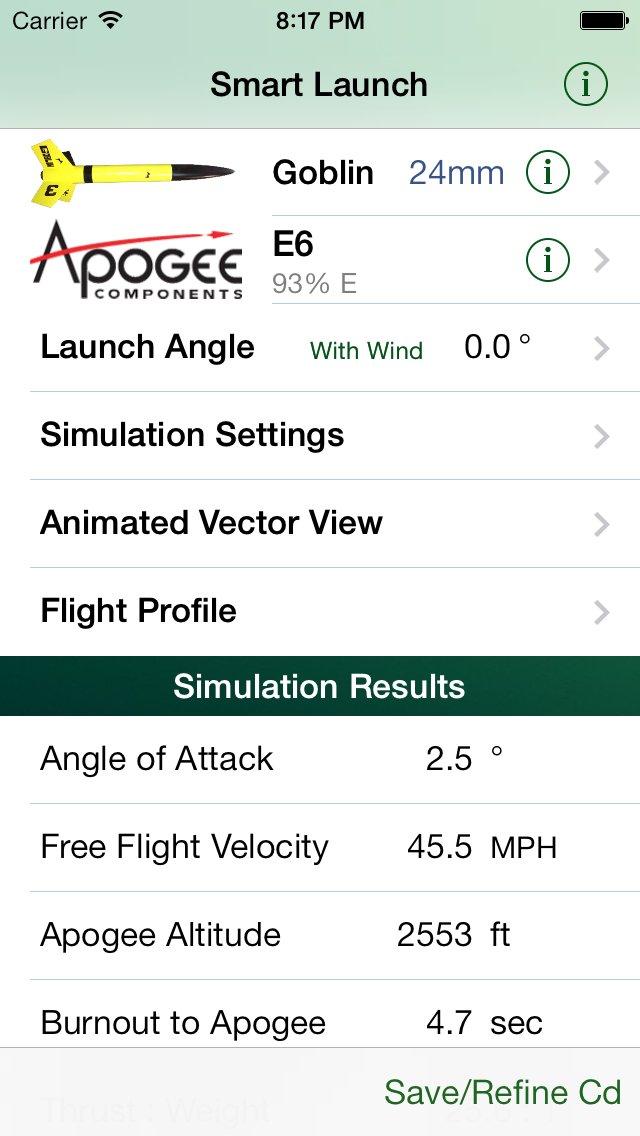 Carrier 8:17 PM
Smart Launch i
Goblin 24mm i
APOGEE
COMPONENTS
E6 i
93% E
Launch Angle With Wind 0.0 °
Simulation Settings
Animated Vector View
Flight Profile
Simulation Results
Angle of Attack 2.5 °
Free Flight Velocity 45.5 MPH
Apogee Altitude 2553 ft
Burnout to Apogee 4.7 sec
Save/Refine Cd
Thrust : Weight